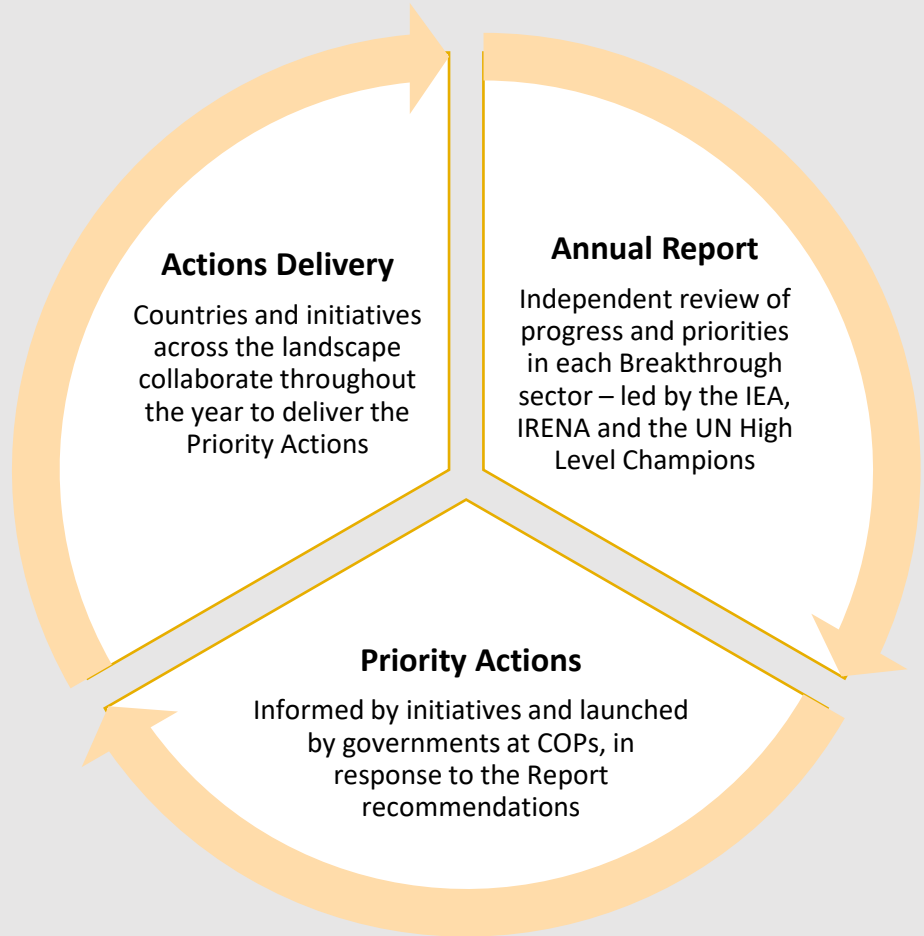 Actions Delivery
Countries and initiatives
across the landscape
collaborate throughout
the year to deliver the
Priority Actions
Annual Report
Independent review of
progress and priorities
in each Breakthrough
sector – led by the IEA,
IRENA and the UN High
Level Champions
Priority Actions
Informed by initiatives and launched
by governments at COPs, in
response to the Report
recommendations